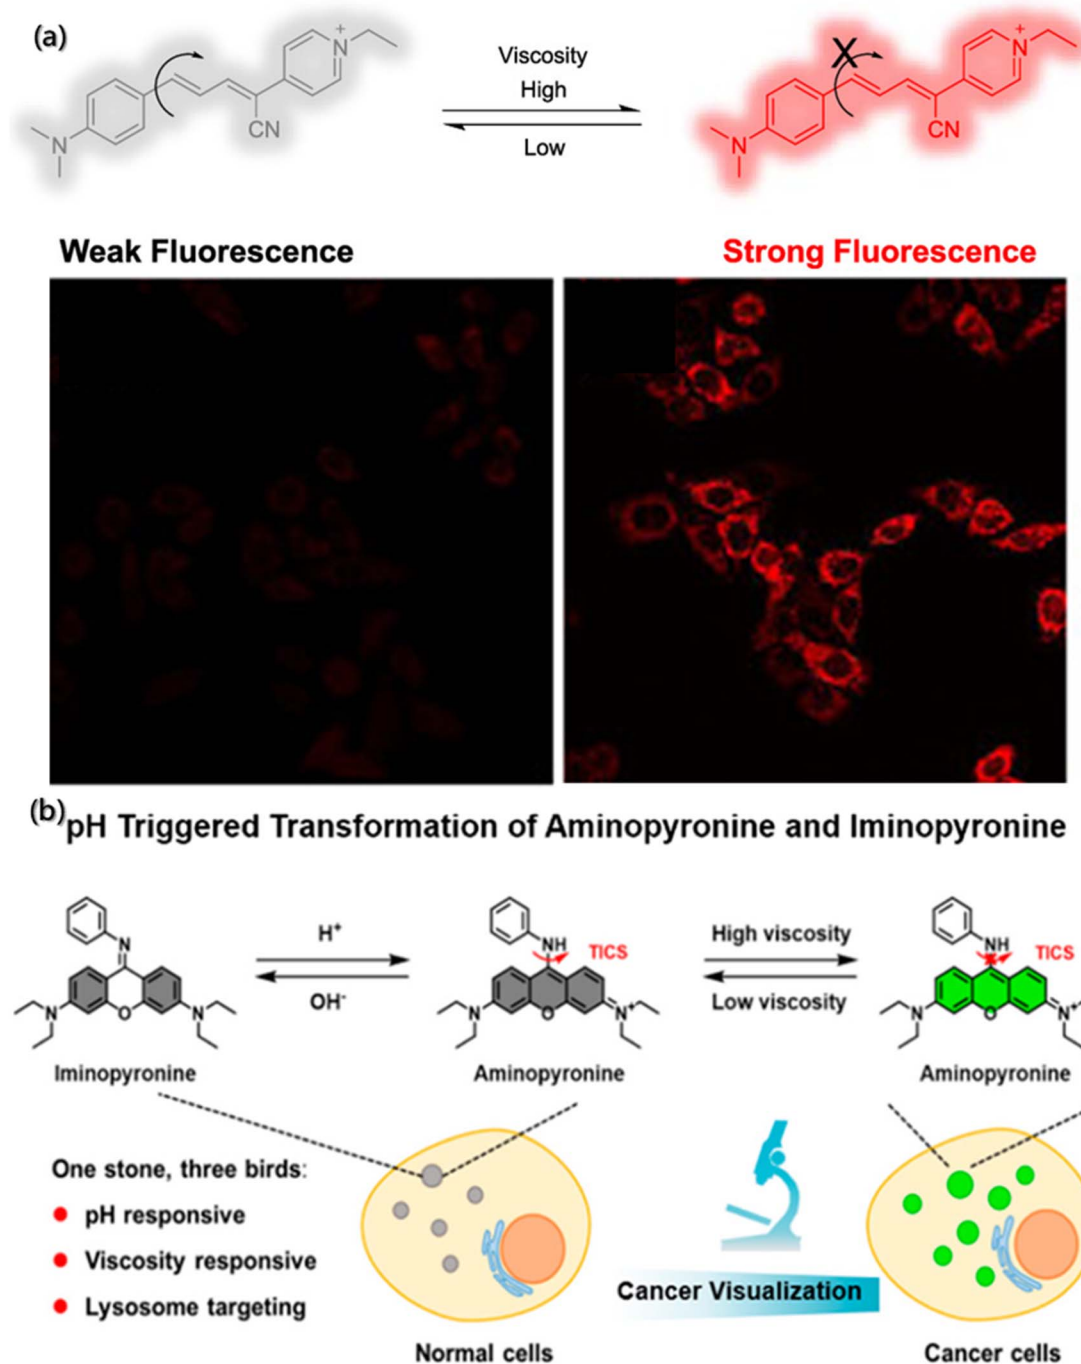 (a)
N
CN
N+
Viscosity
High
Low
X
N
CN
N+
Weak Fluorescence
Strong Fluorescence
(b)
pH Triggered Transformation of Aminopyronine and Iminopyronine
N
N
O
N
Iminopyronine
H+
OH-
NH
TICS
N
O
N+
Aminopyronine
High viscosity
Low viscosity
NH
TICS
N
O
N+
Aminopyronine
One stone, three birds:
pH responsive
Viscosity responsive
Lysosome targeting
Normal cells
Cancer Visualization
Cancer cells